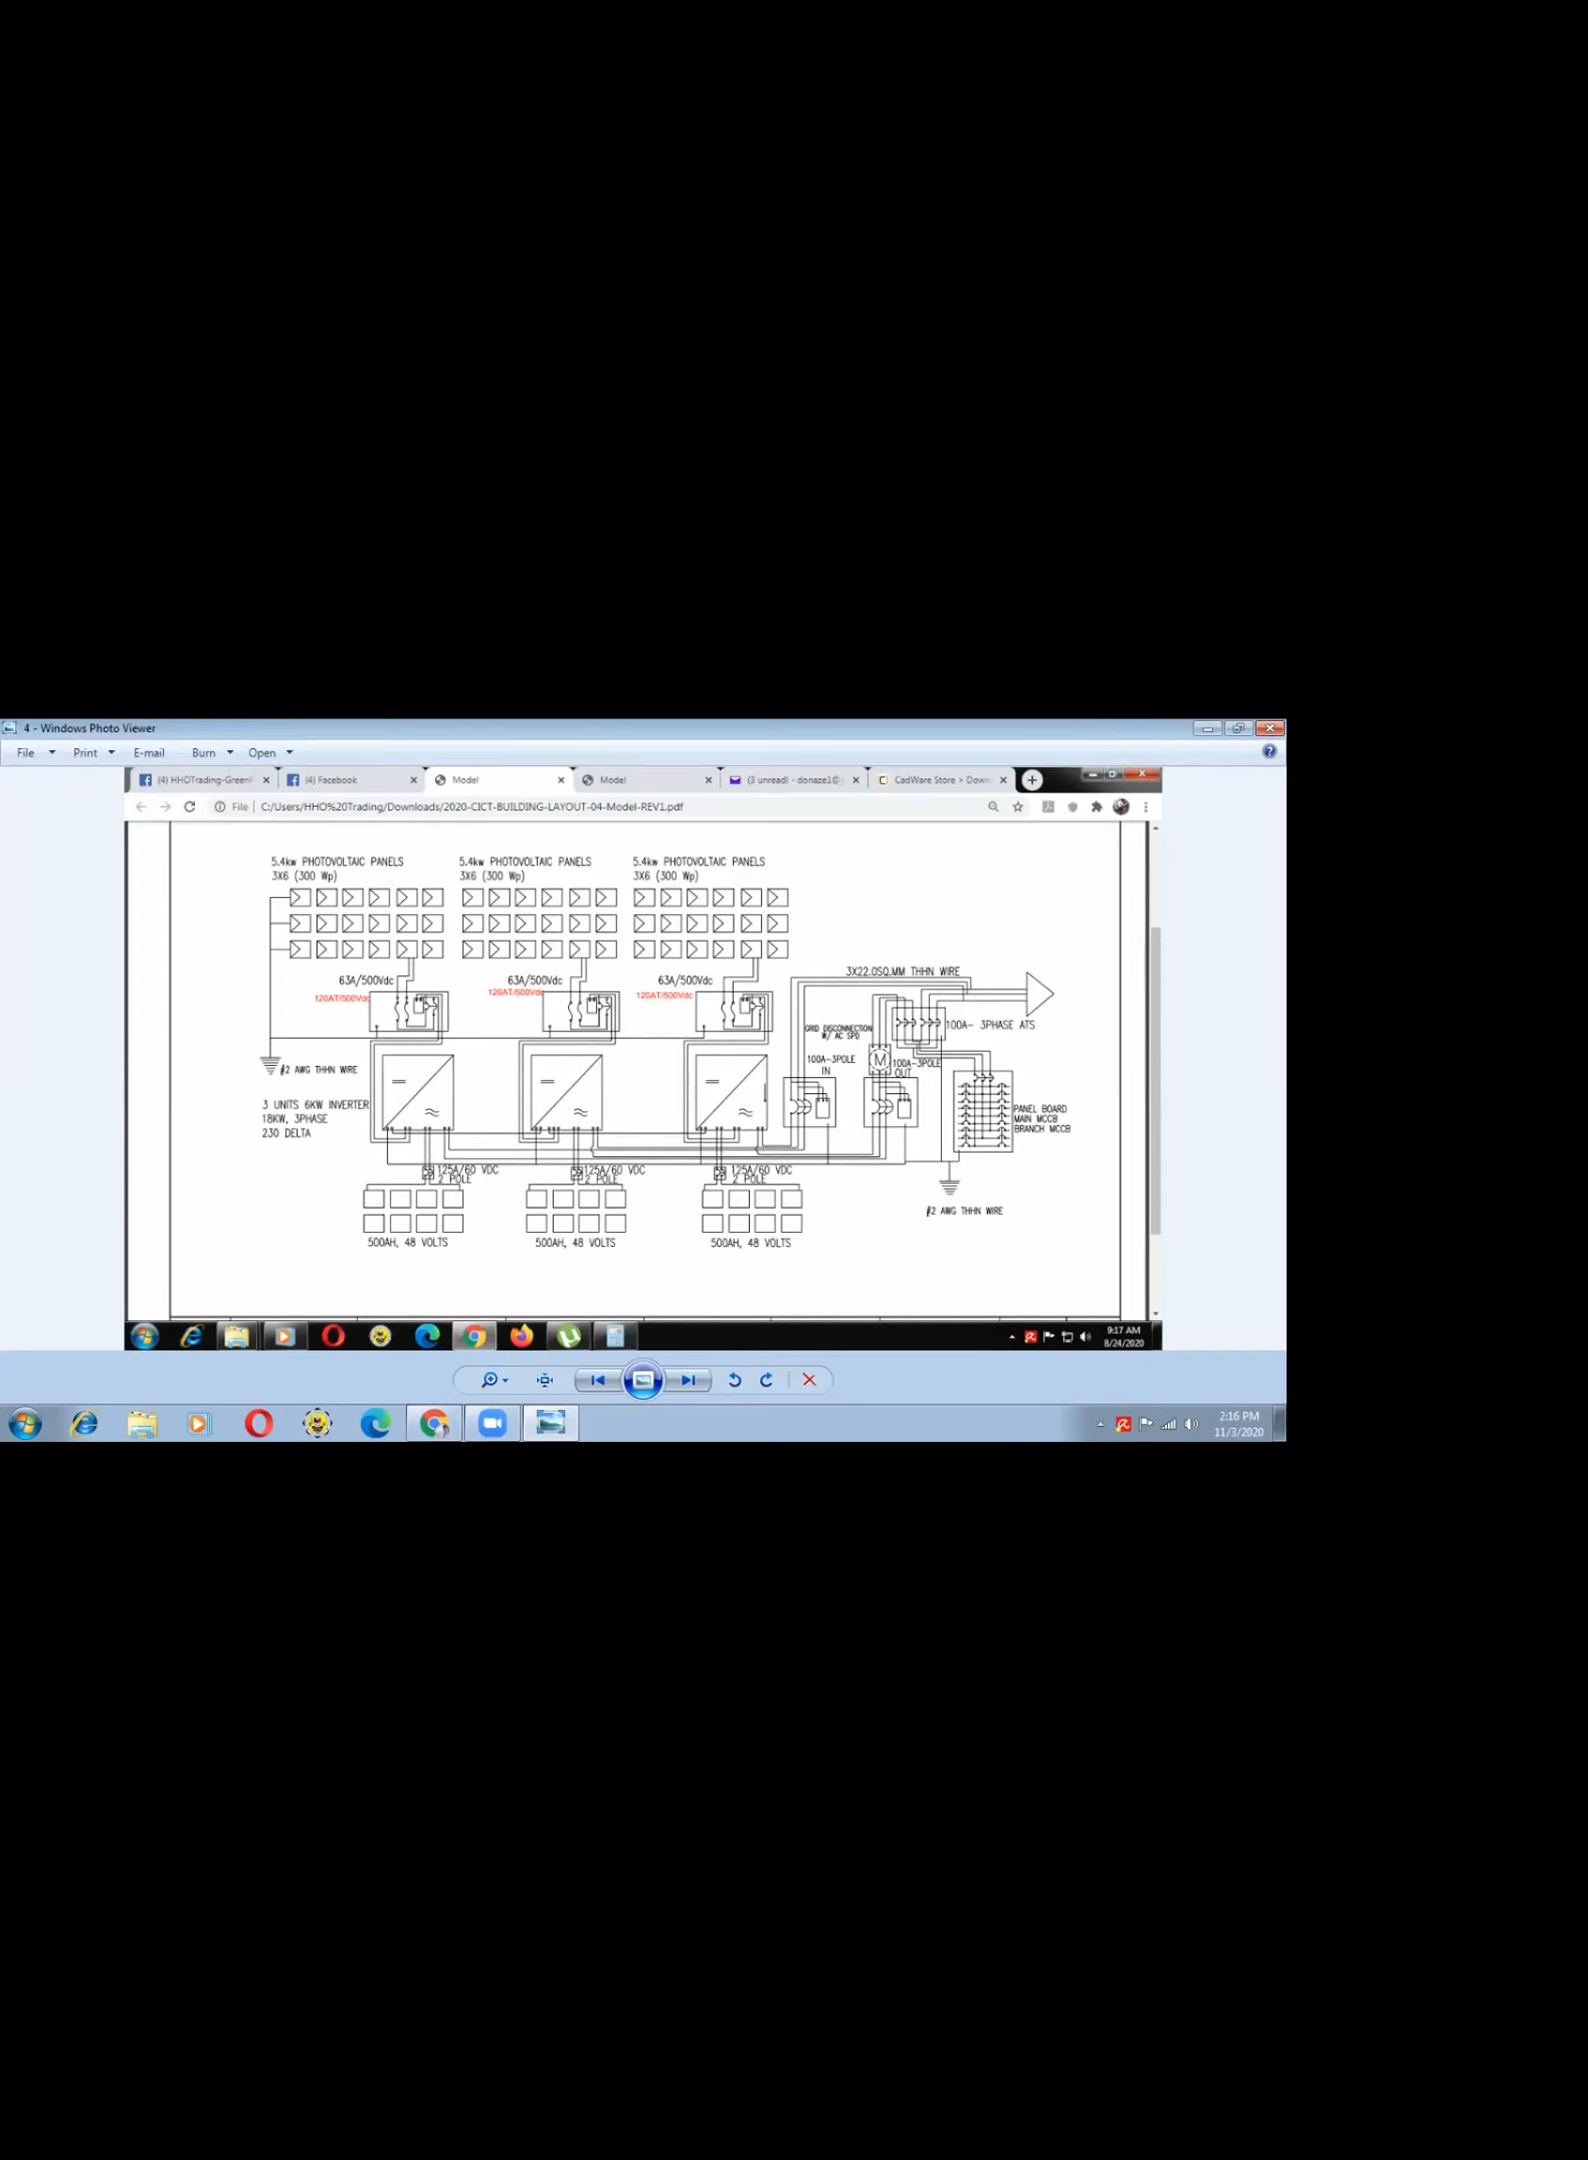 4 - Windows Photo Viewer
File Print E-mail Burn Open
(4) HHOTrading-Green
(4) Facebook
Model
Model
(3 unread) - donaze1@
CadWare Store > Down
File | C:/Users/HHO%20Trading/Downloads/2020-CICT-BUILDING-LAYOUT-04-Model-REV1.pdf
5.4kw PHOTOVOLTAIC PANELS
3X6 (300 Wp)
5.4kw PHOTOVOLTAIC PANELS
3X6 (300 Wp)
5.4kw PHOTOVOLTAIC PANELS
3X6 (300 Wp)
63A/500Vdc
120AT/500Vdc
63A/500Vdc
120AT/500Vdc
63A/500Vdc
120AT/500Vdc
3X22.0SQ.MM THHN WIRE
100A- 3PHASE ATS
GRID DISCONNECTION
W/ AC SPD
100A-3POLE
IN
M
100A-3POLE
OUT
#2 AWG THHN WIRE
3 UNITS 6KW INVERTER
18KW, 3PHASE
230 DELTA
PANEL BOARD
MAIN MCCB
BRANCH MCCB
125A/60 VDC
2 POLE
125A/60 VDC
2 POLE
125A/60 VDC
2 POLE
#2 AWG THHN WIRE
500AH, 48 VOLTS
500AH, 48 VOLTS
500AH, 48 VOLTS
9:17 AM
8/24/2020
2:16 PM
11/3/2020